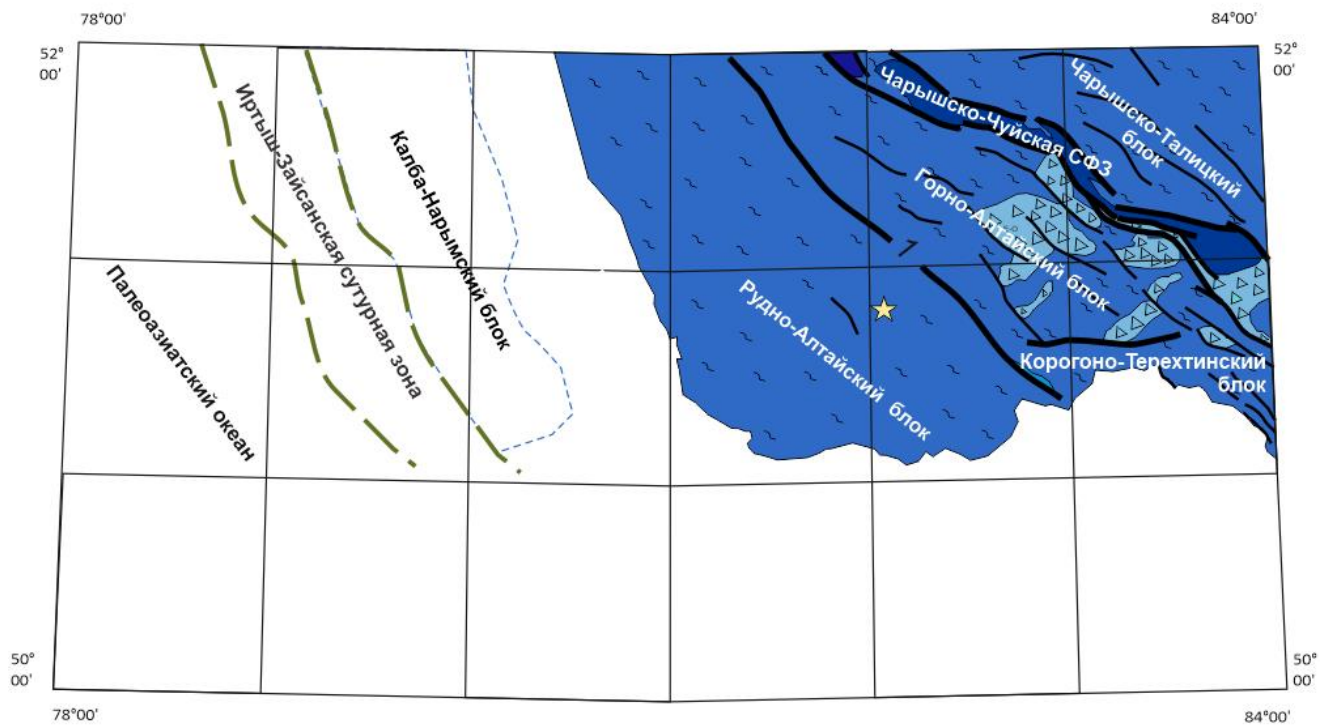 78°00'
84°00'
52°
00'
52°
00'
Иртыш-Зайсанская сутурная зона
Калба-Нарымский блок
Палеоазиатский океан
Чарышско-Чуйская СФЗ
Чарышско-Талицкий
блок
Горно-Алтайский блок
Рудно-Алтайский блок
Корогоно-Терехтинский
блок
50°
00'
50°
00'
78°00'
84°00'